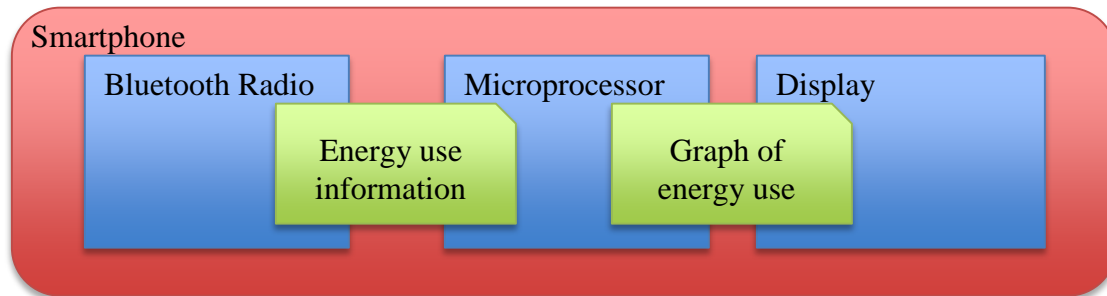 Smartphone
Bluetooth Radio
Microprocessor
Display
Energy use
information
Graph of
energy use